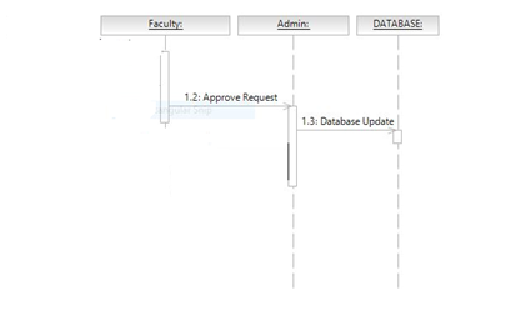 Faculty:
Admin:
DATABASE:
1.2: Approve Request
1.3: Database Update